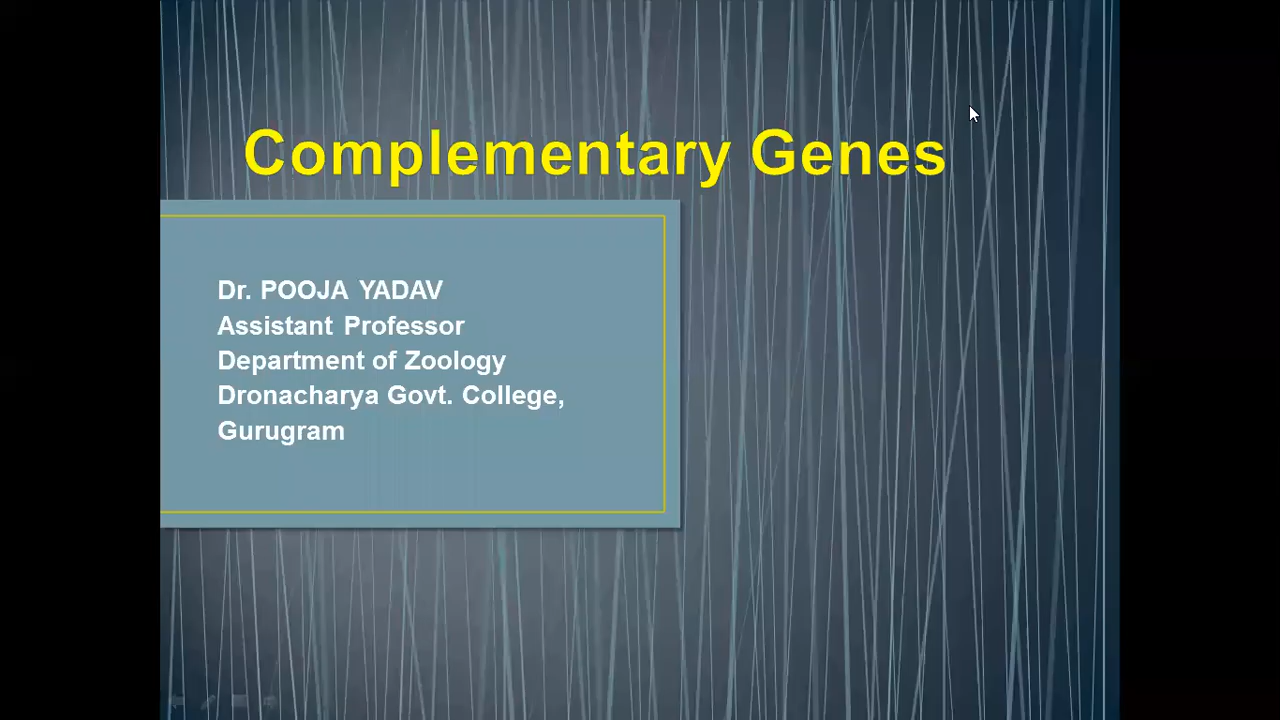 Complementary Genes
Dr. POOJA YADAV
Assistant Professor
Department of Zoology
Dronacharya Govt. College,
Gurugram